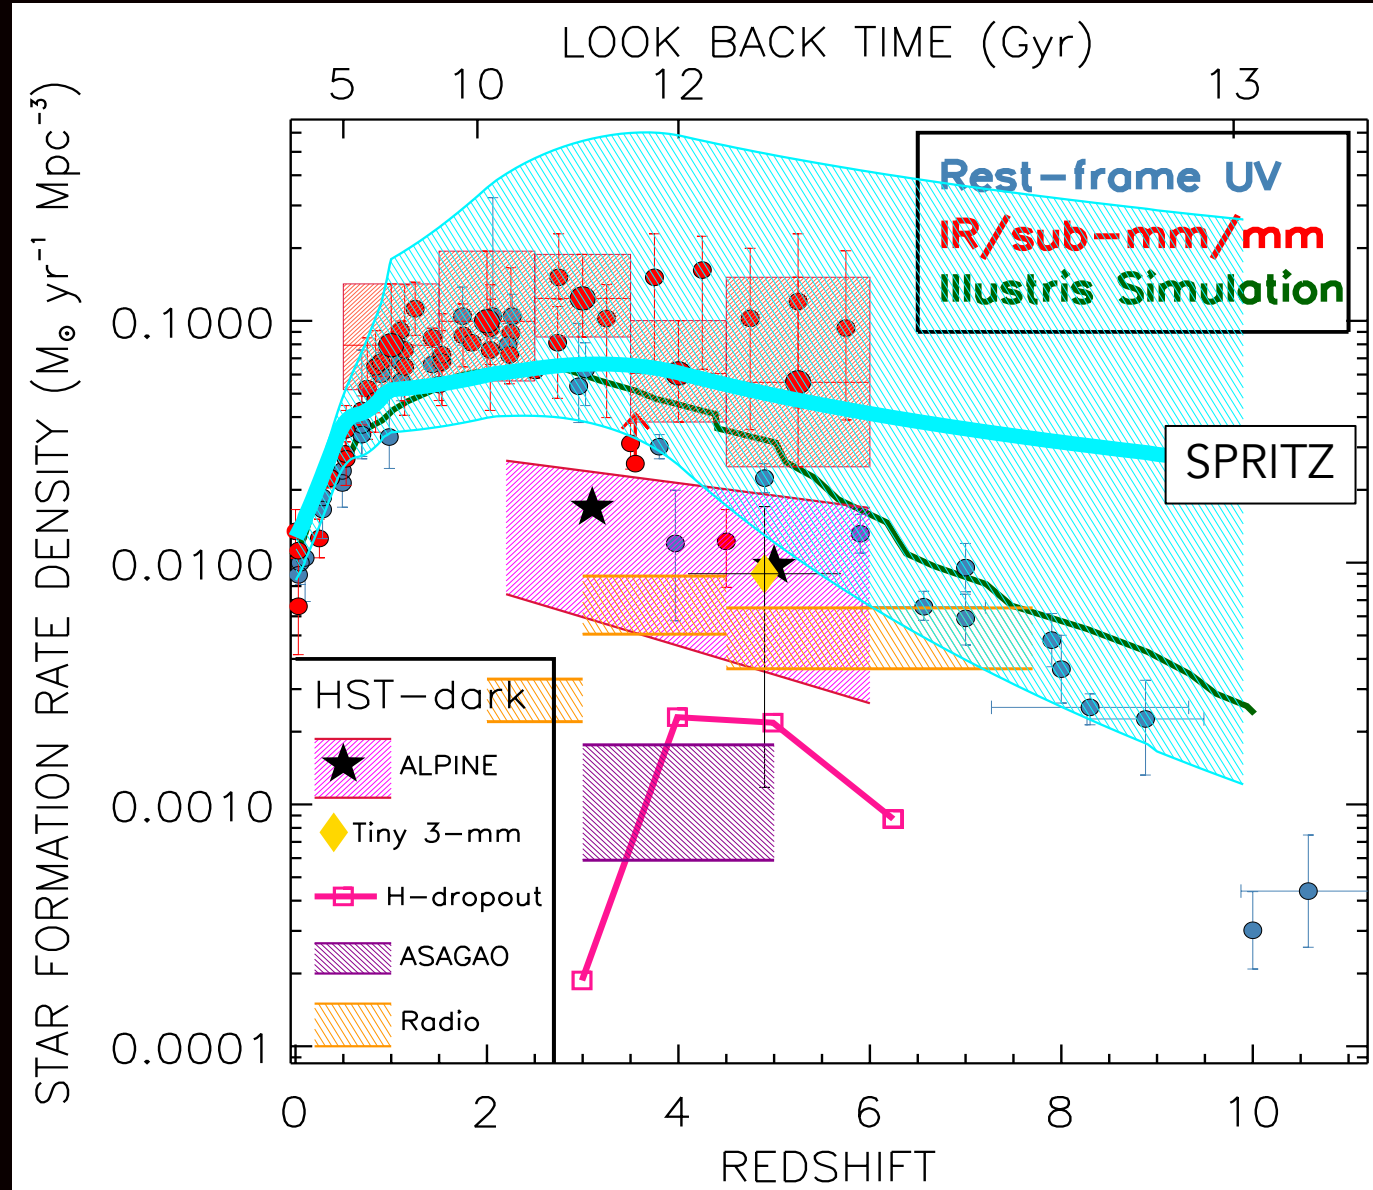 LOOK BACK TIME (Gyr)
5 10 12 13
STAR FORMATION RATE DENSITY (M⊙ yr⁻¹ Mpc⁻³)
Rest-frame UV
IR/sub-mm/mm
Illustris Simulation
0.1000
SPRITZ
0.0100
HST-dark
ALPINE
0.0010
Tiny 3-mm
H-dropout
ASAGAO
Radio
0.0001
0 2 4 6 8 10
REDSHIFT